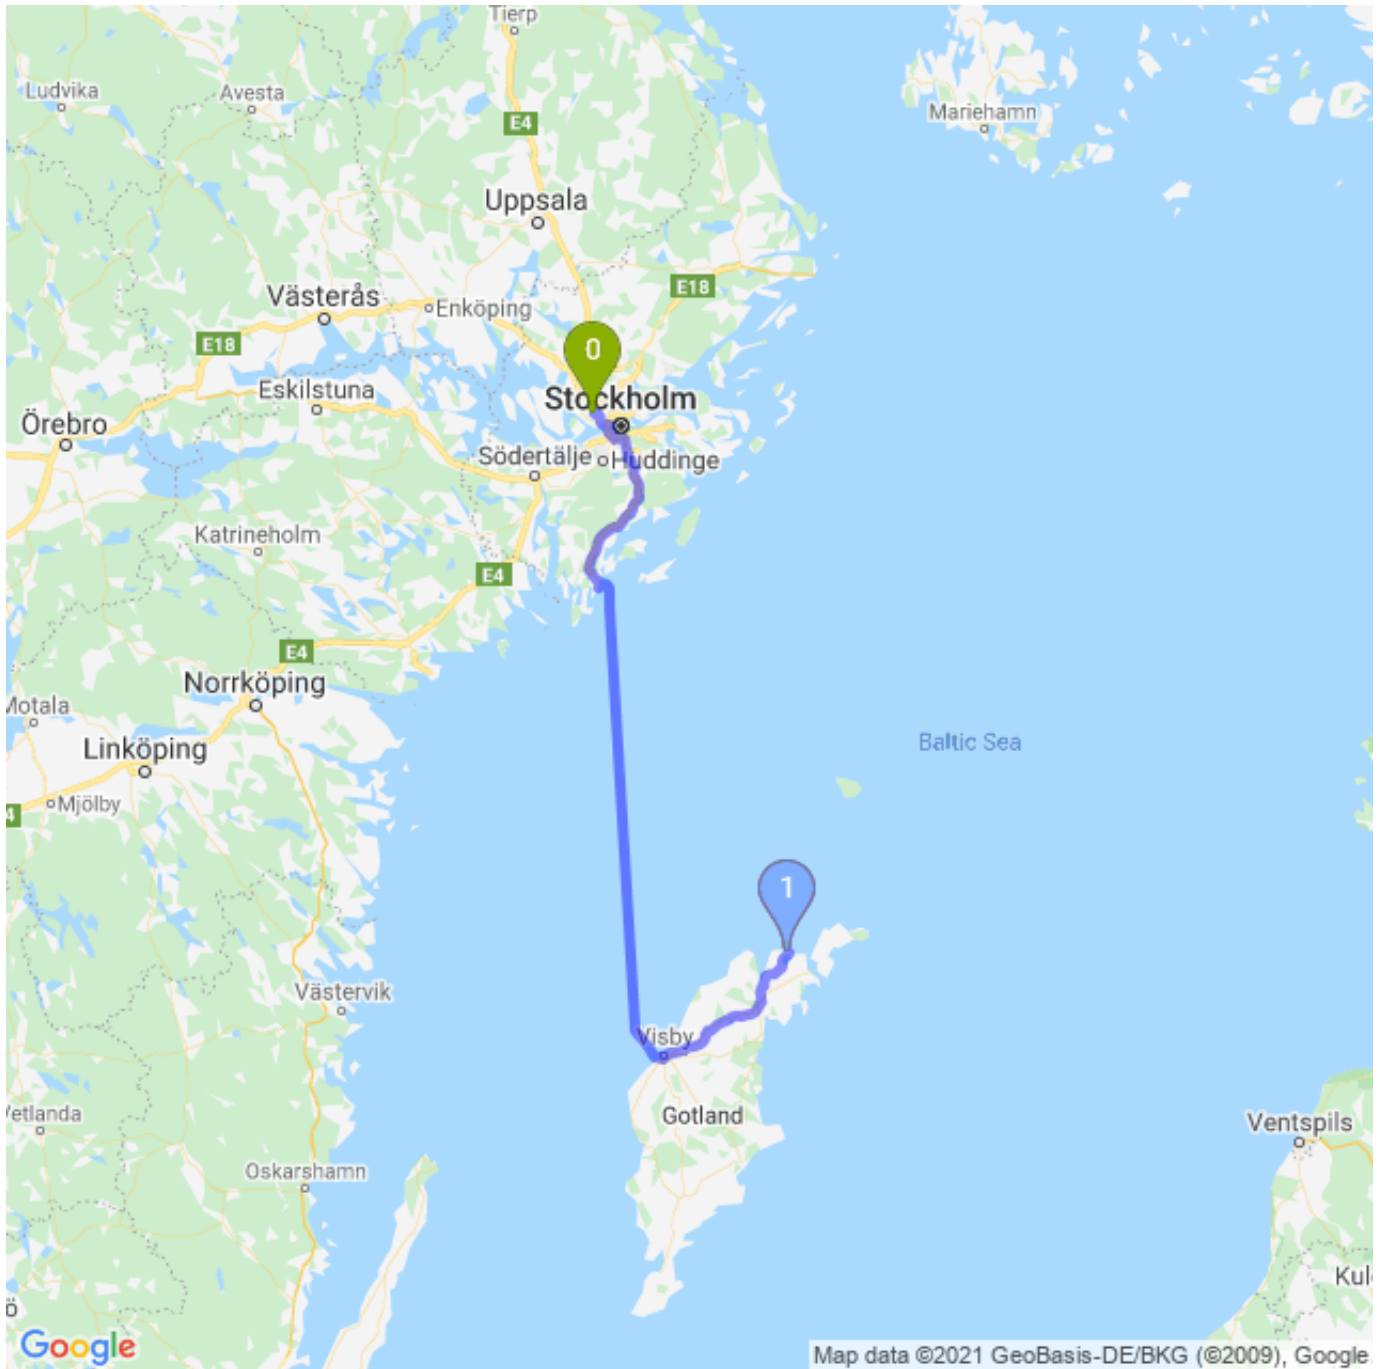 Tierp
Ludvika
Avesta
E4
Mariehamn
Uppsala
E18
Västerås
Enköping
E18
0
Eskilstuna
Stockholm
Örebro
Södertälje
Huddinge
Katrineholm
E4
E4
Norrköping
Motala
Linköping
Baltic Sea
Mjölby
4
1
Västervik
Visby
Vetlanda
Gotland
Ventspils
Oskarshamn
Kul
ö
Google
Map data ©2021 GeoBasis-DE/BKG (©2009), Google